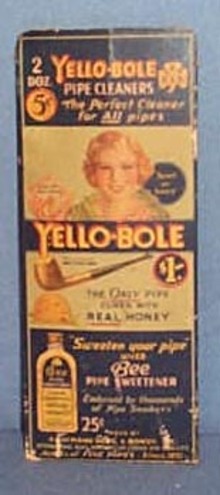 2 DOZ. 5¢
YELLO-BOLE
PIPE CLEANERS
The Perfect Cleaner
for All pipes
YELLO-BOLE
$1
THE ONLY PIPE
CURED WITH
REAL HONEY
"Sweeten your pipe"
WITH
Bee
PIPE SWEETENER
Endorsed by thousands
of Pipe Smokers
25¢
Bee